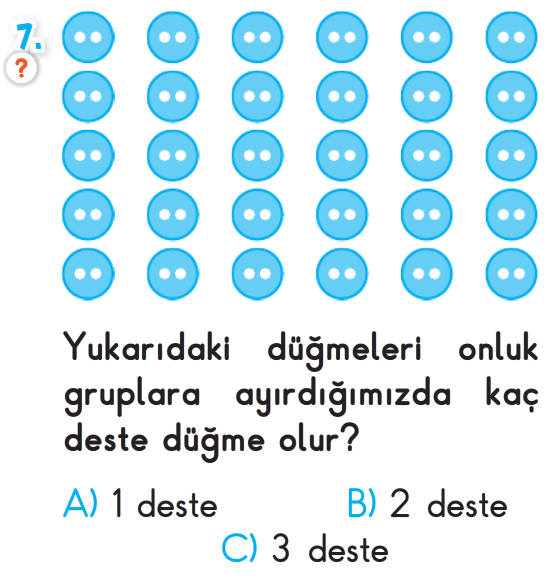 7.
?
Yukarıdaki düğmeleri onluk
gruplara ayırdığımızda kaç
deste düğme olur?
A) 1 deste B) 2 deste
C) 3 deste